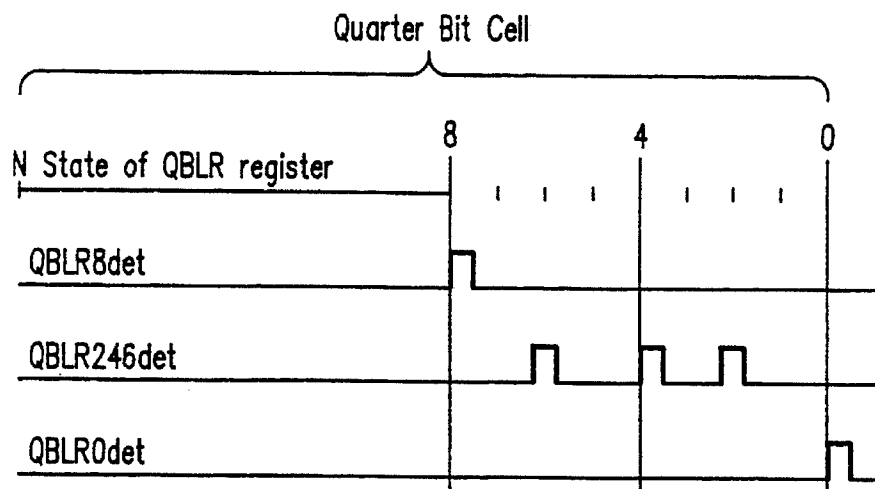 Quarter Bit Cell
8 4 0
N State of QBLR register
QBLR8det
QBLR246det
QBLR0det